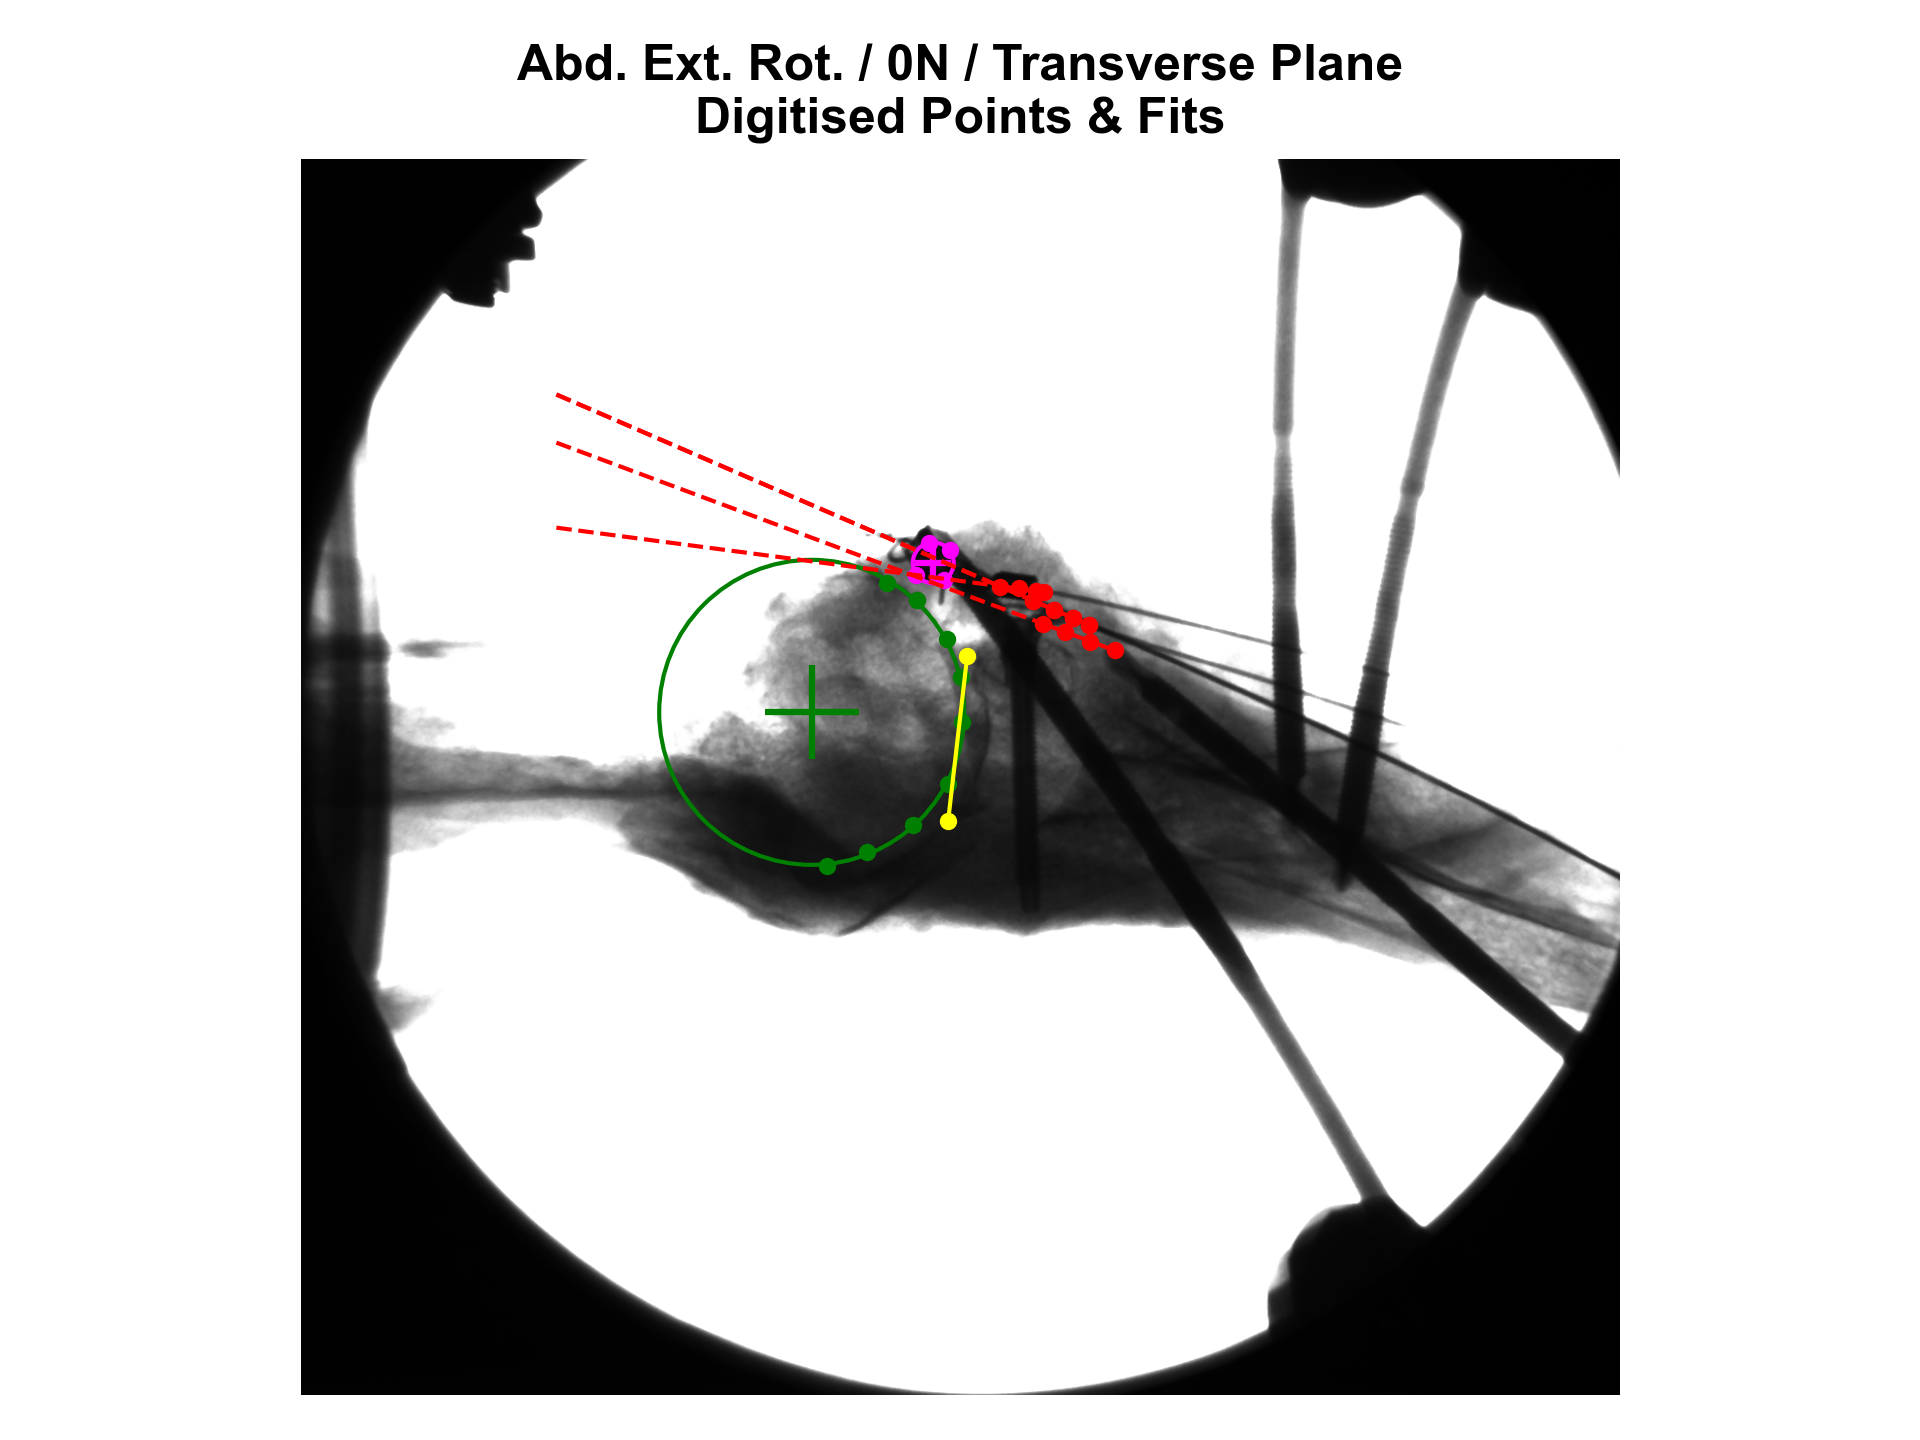 Abd. Ext. Rot. / 0N / Transverse Plane
Digitised Points & Fits